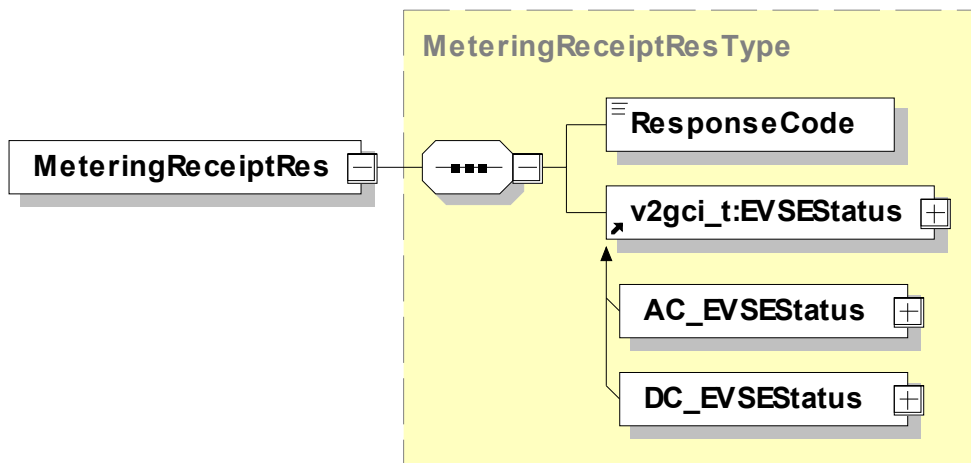 MeteringReceiptResType
ResponseCode
MeteringReceiptRes
v2gci_t:EVSEStatus
AC_EVSEStatus
DC_EVSEStatus